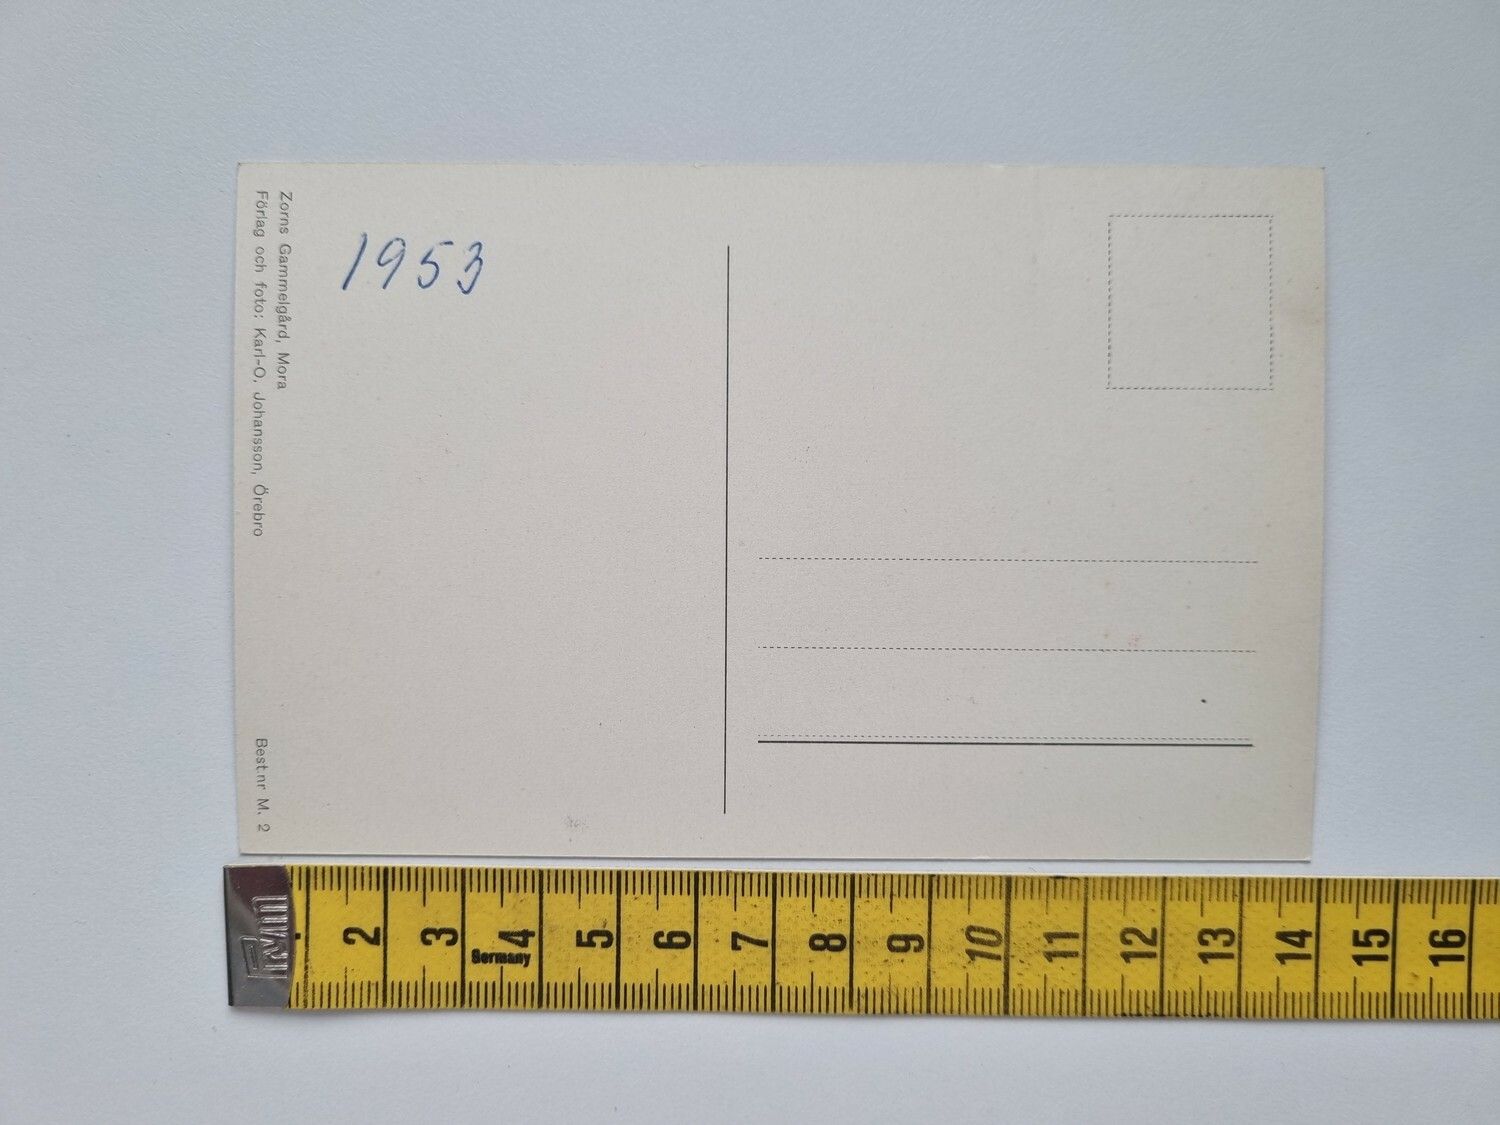 1953
Zorns Gammelgård, Mora
Förlag och foto: Karl-O. Johansson, Örebro
Best.nr M. 2
2 3 4 5 6 7 8 9 10 11 12 13 14 15 16
Germany